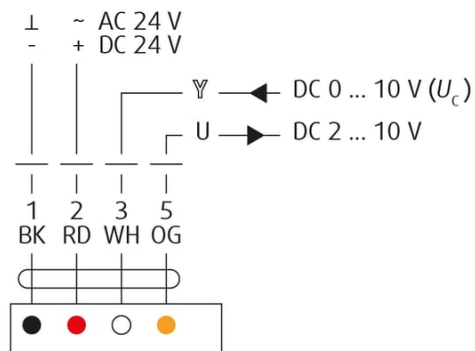 ⊥ ~ AC 24 V
- + DC 24 V
Y DC 0 ... 10 V (Uc)
U DC 2 ... 10 V
1 2 3 5
BK RD WH OG